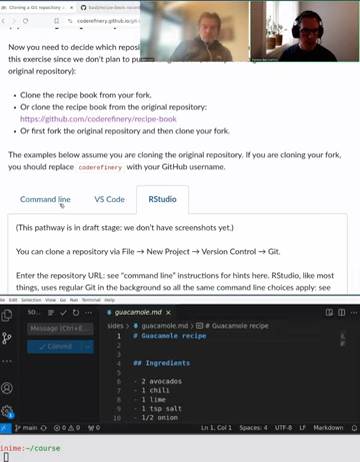 Cloning a Git repository
coderefinery.github.io/git-
Now you need to decide which reposi
this exercise since we don't plan to pu
original repository):
• Clone the recipe book from your fork.
• Or clone the recipe book from the original repository:
https://github.com/coderefinery/recipe-book
• Or first fork the original repository and then clone your fork.
The examples below assume you are cloning the original repository. If you are cloning your fork,
you should replace coderefinery with your GitHub username.
Command line VS Code RStudio
(This pathway is in draft stage: we don't have screenshots yet.)
You can clone a repository via File → New Project → Version Control → Git.
Enter the repository URL: see "command line" instructions for hints here. RStudio, like most
things, uses regular Git in the background so all the same command line choices apply: see
Edit Selection View Go Run Terminal Help
SO... guacamole.md ×
sides > guacamole.md > # Guacamole recipe
Message (Ctrl+E...
Commit
1 # Guacamole recipe
2
3
4 ## Ingredients
5
6 - 2 avocados
7 - 1 chili
8 - 1 lime
9 - 1 tsp salt
10 - 1/2 onion
main 0 0 0 Ln 1, Col 1 Spaces: 4 UTF-8 LF Markdown
inime:~/course